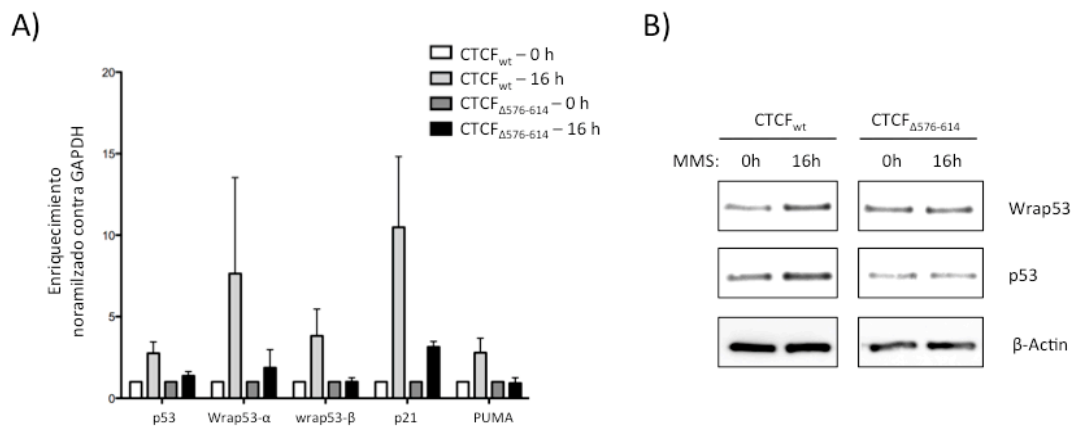 A)
CTCFwt – 0 h
CTCFwt – 16 h
CTCFΔ576-614 – 0 h
CTCFΔ576-614 – 16 h
Enriquecimiento
noramilzado contra GAPDH
20
15
10
5
0
p53 Wrap53-α wrap53-β p21 PUMA
B)
CTCFwt CTCFΔ576-614
MMS: 0h 16h 0h 16h
Wrap53
p53
β-Actin